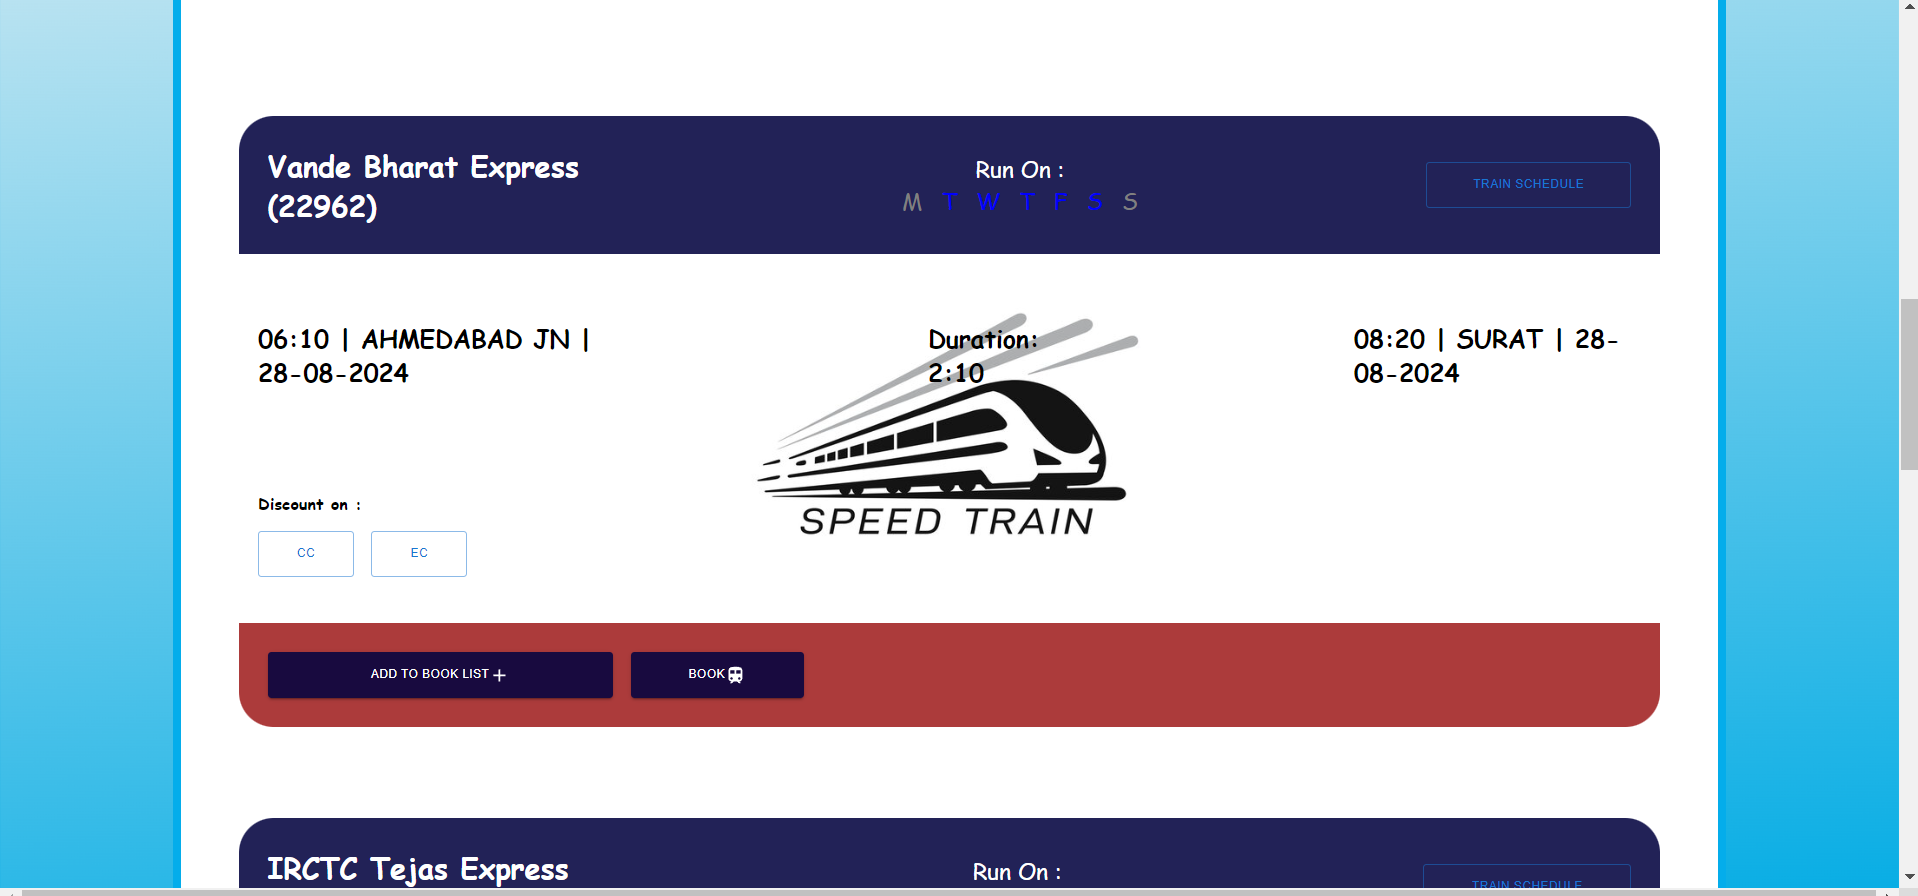 Vande Bharat Express
(22962)
Run On :
M T W T F S S
TRAIN SCHEDULE
06:10 | AHMEDABAD JN |
28-08-2024
Duration:
2:10
08:20 | SURAT | 28-
08-2024
SPEED TRAIN
Discount on :
CC
EC
ADD TO BOOK LIST
BOOK
IRCTC Tejas Express
Run On :
TRAIN SCHEDULE